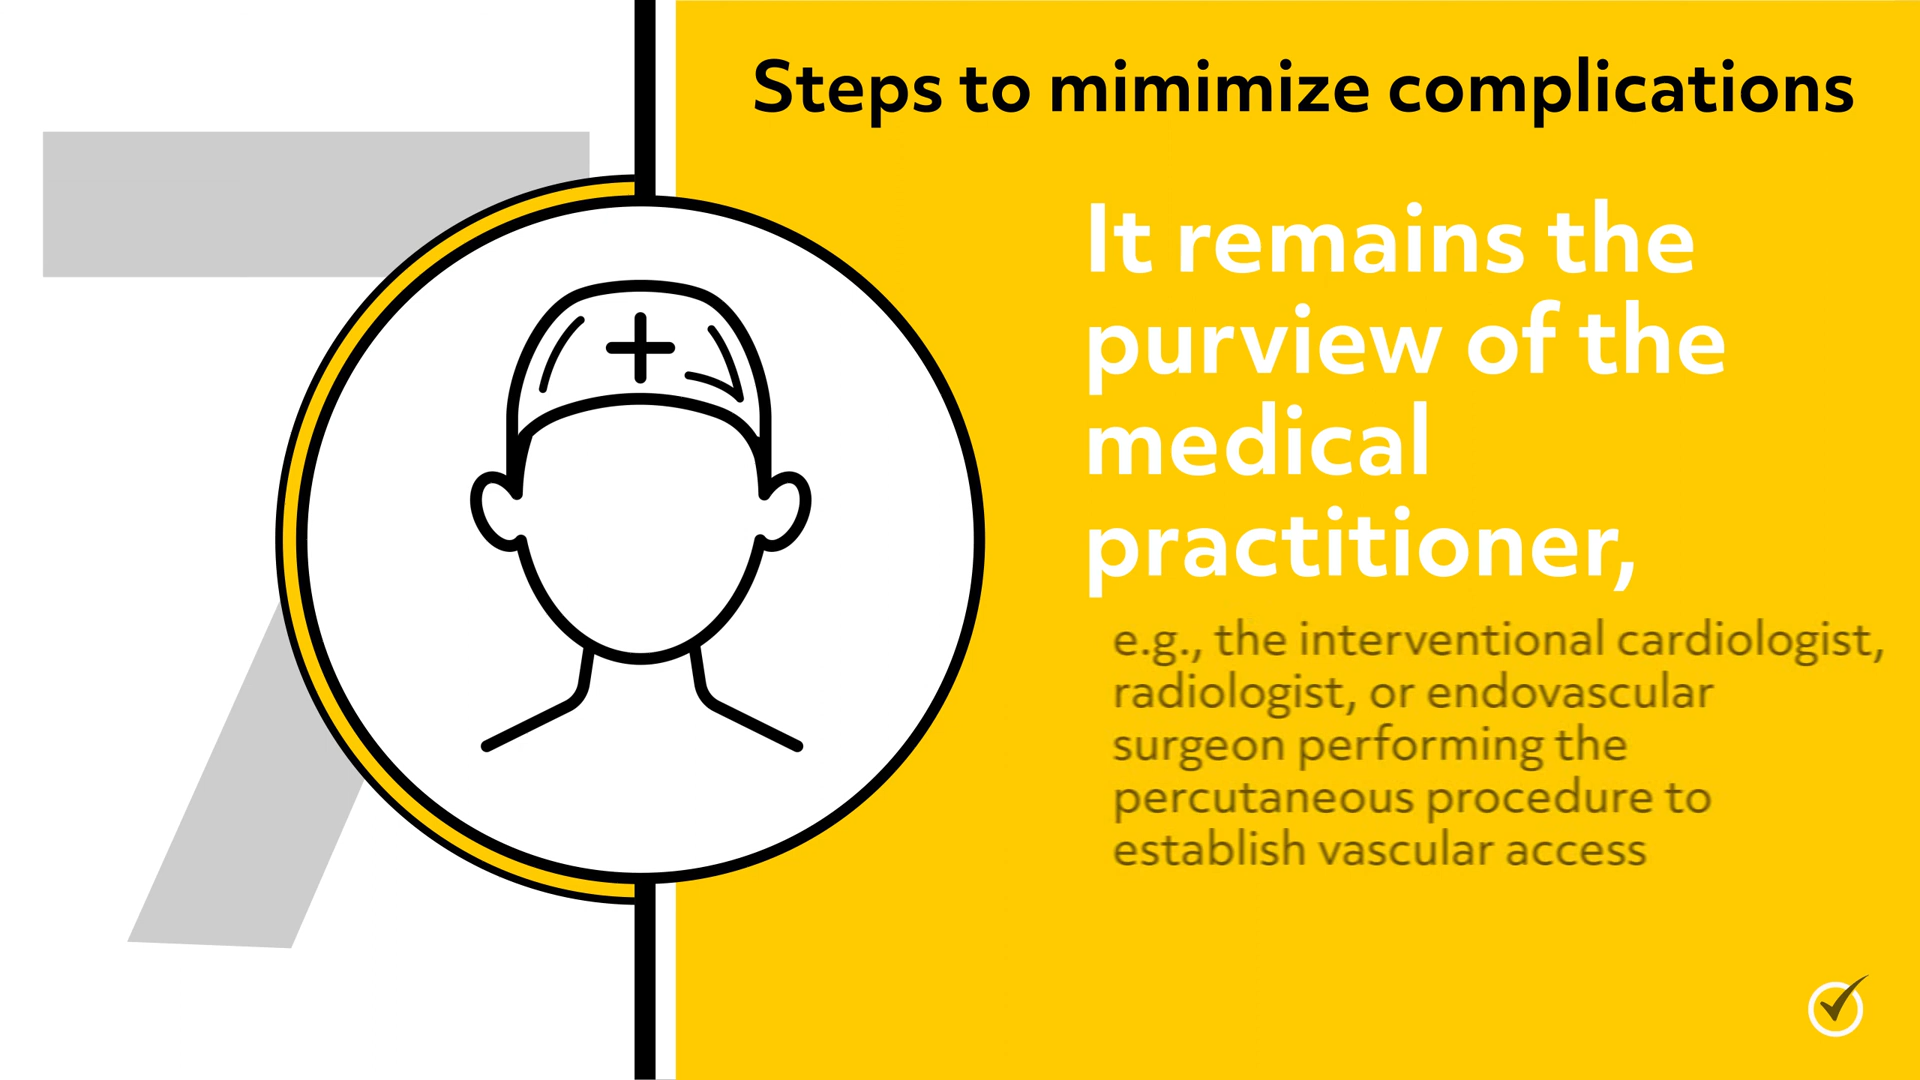 7
Steps to mimimize complications
It remains the
purview of the
medical
practitioner,
e.g., the interventional cardiologist,
radiologist, or endovascular
surgeon performing the
percutaneous procedure to
establish vascular access